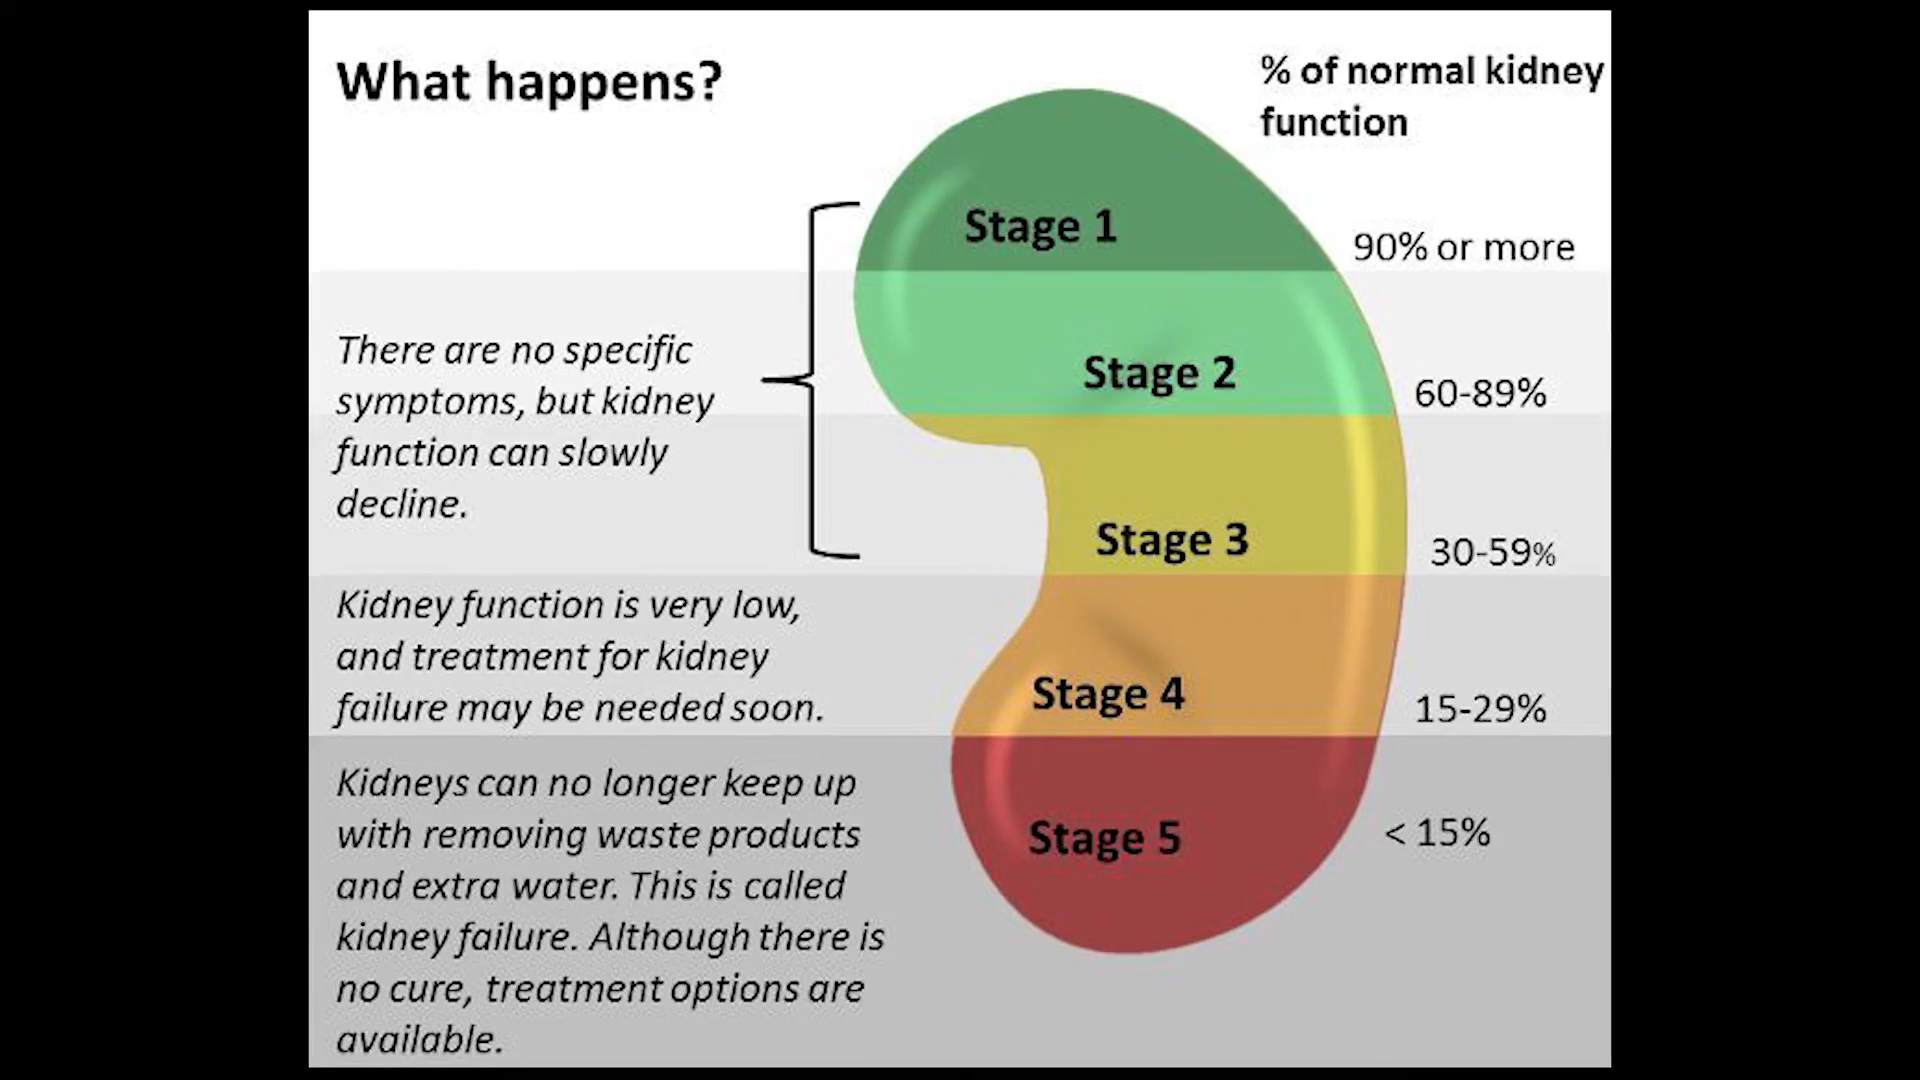 What happens?
% of normal kidney
function
Stage 1
90% or more
There are no specific
symptoms, but kidney
function can slowly
decline.
Stage 2
60-89%
Stage 3
30-59%
Kidney function is very low,
and treatment for kidney
failure may be needed soon.
Stage 4
15-29%
Kidneys can no longer keep up
with removing waste products
and extra water. This is called
kidney failure. Although there is
no cure, treatment options are
available.
Stage 5
< 15%